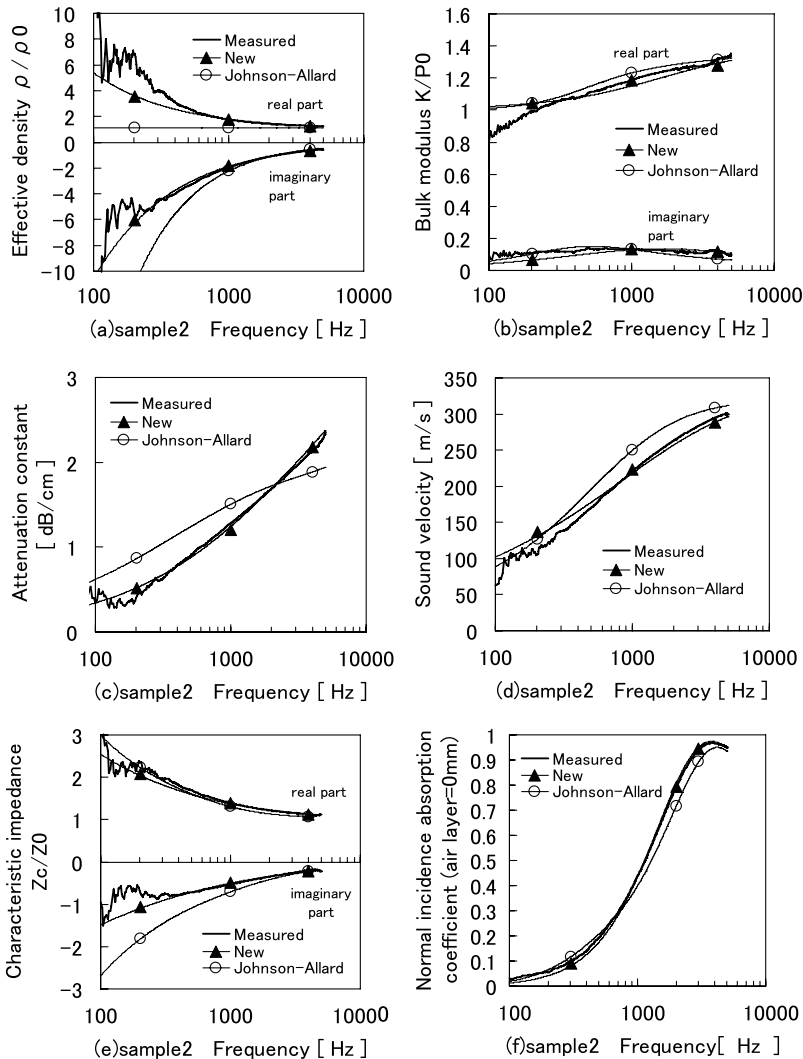 Effective density ρ/ρ0
10
8
6
4
2
0
-2
-4
-6
-8
-10
Measured
New
Johnson-Allard
real part
imaginary
part
100
1000
10000
(a)sample2 Frequency[ Hz ]
Bulk modulus K/P0
1.6
1.4
1.2
1
0.8
0.6
0.4
0.2
0
real part
Measured
New
Johnson-Allard
imaginary
part
100
1000
10000
(b)sample2 Frequency[ Hz ]
Attenuation constant
[ dB/cm ]
3
2
1
0
Measured
New
Johnson-Allard
100
1000
10000
(c)sample2 Frequency[ Hz ]
Sound velocity[ m/s ]
350
300
250
200
150
100
50
0
Measured
New
Johnson-Allard
100
1000
10000
(d)sample2 Frequency[ Hz ]
Characteristic impedance
Zc/Z0
3
2
1
0
-1
-2
-3
real part
imaginary
part
Measured
New
Johnson-Allard
100
1000
10000
(e)sample2 Frequency[ Hz ]
Normal incidence absorption
coefficient (air layer=0mm)
1
0.9
0.8
0.7
0.6
0.5
0.4
0.3
0.2
0.1
0
Measured
New
Johnson-Allard
100
1000
10000
(f)sample2 Frequency[ Hz ]